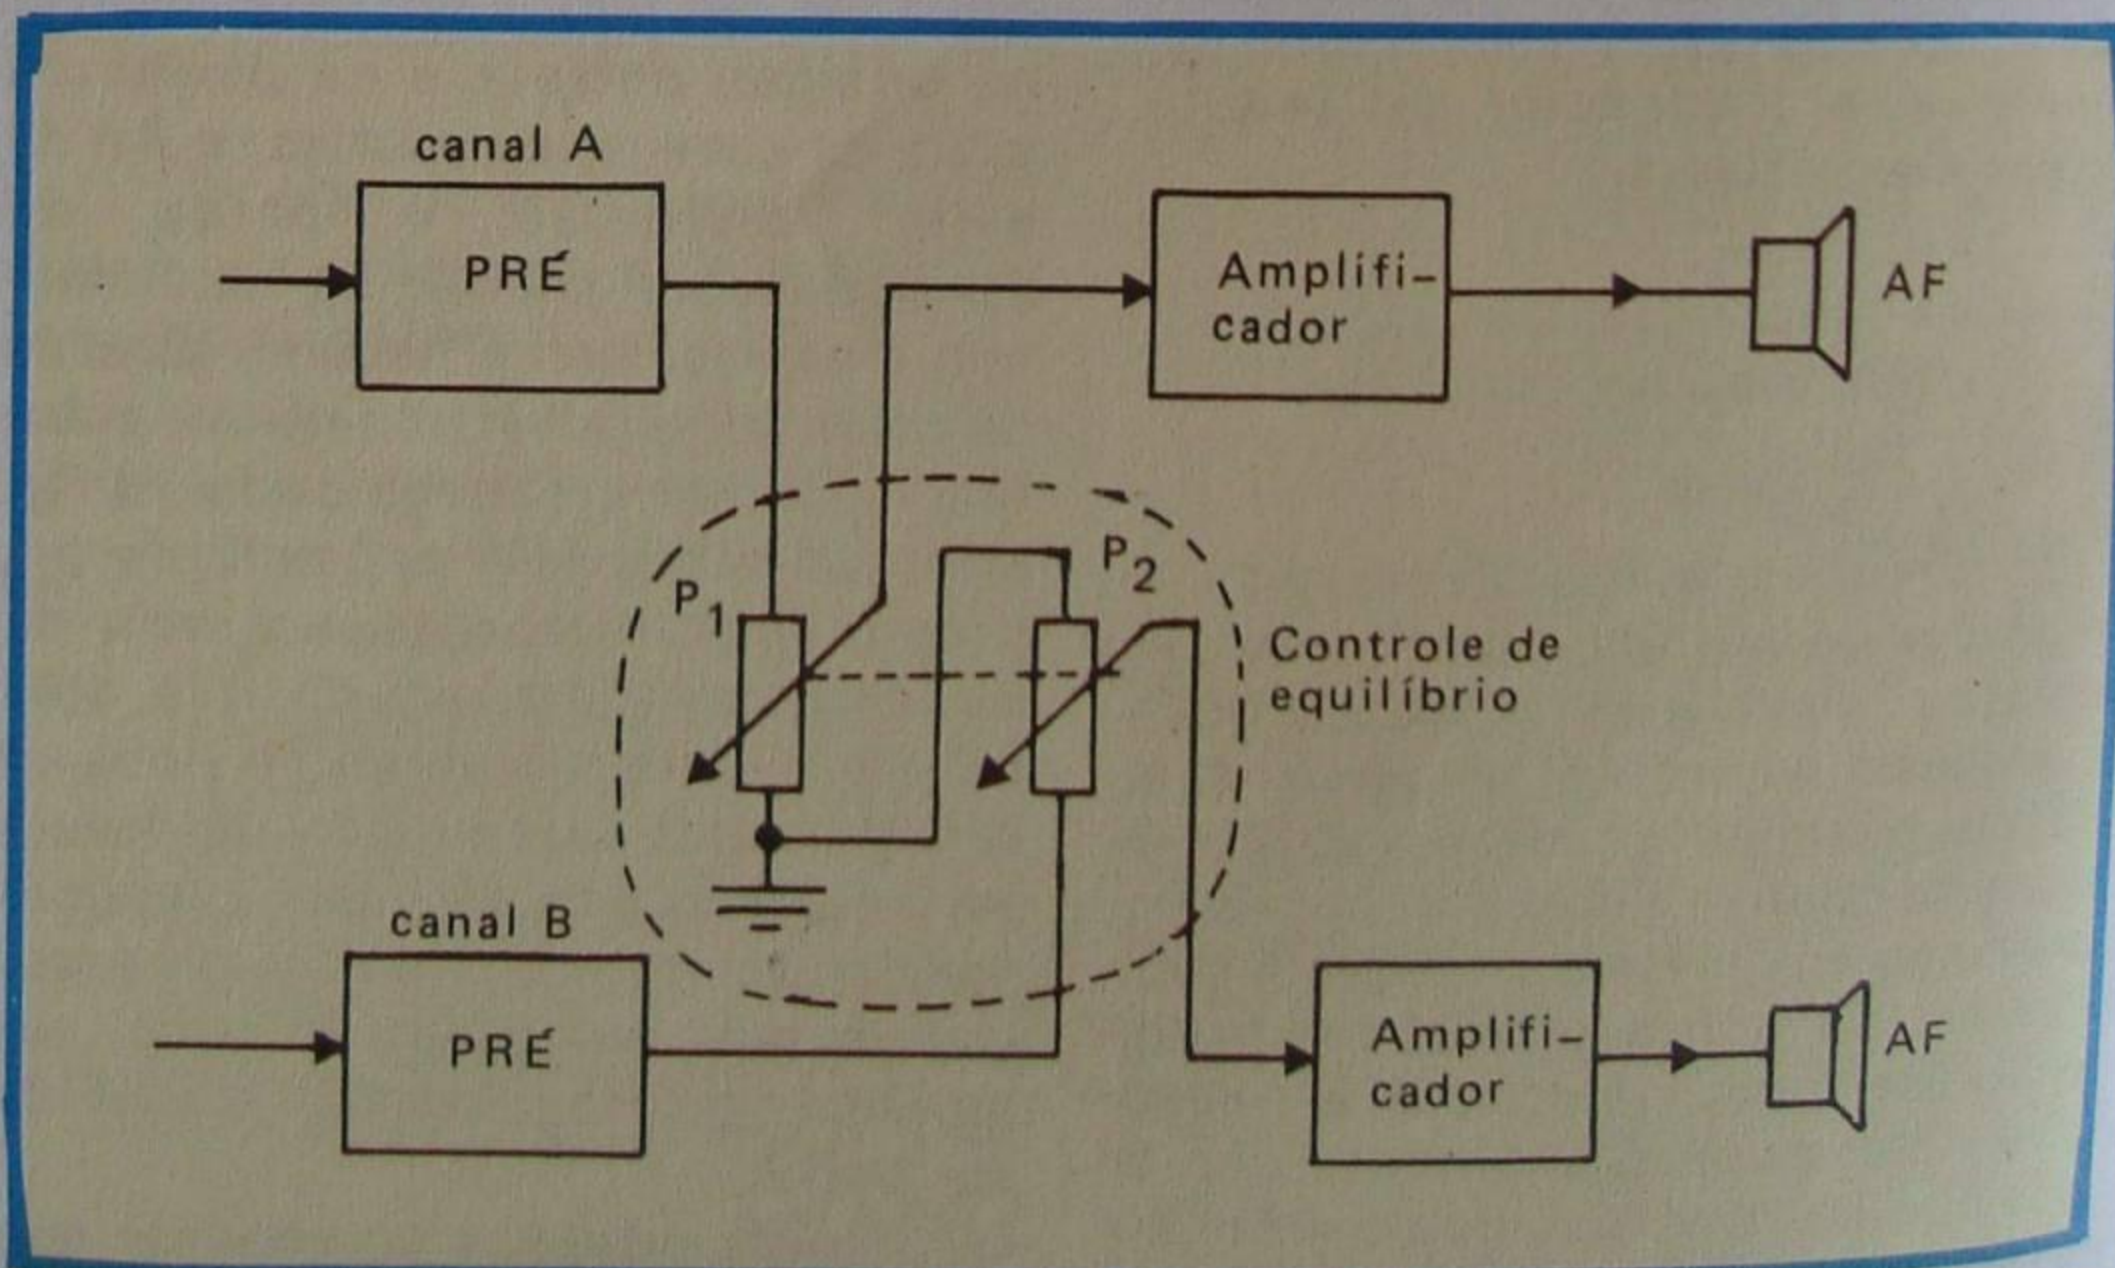 canal A
PRÉ
Amplifi-
cador
AF
P1
P2
Controle de
equilíbrio
canal B
PRÉ
Amplifi-
cador
AF